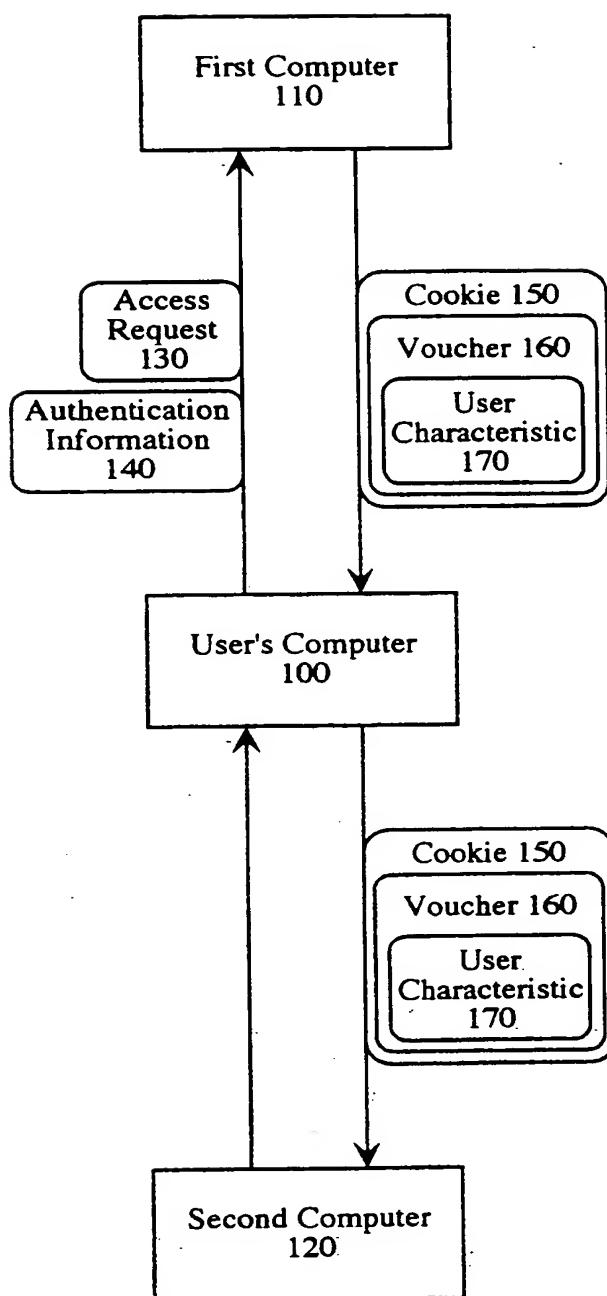 First Computer
110
Access
Request
130
Authentication
Information
140
Cookie 150
Voucher 160
User
Characteristic
170
User's Computer
100
Cookie 150
Voucher 160
User
Characteristic
170
Second Computer
120